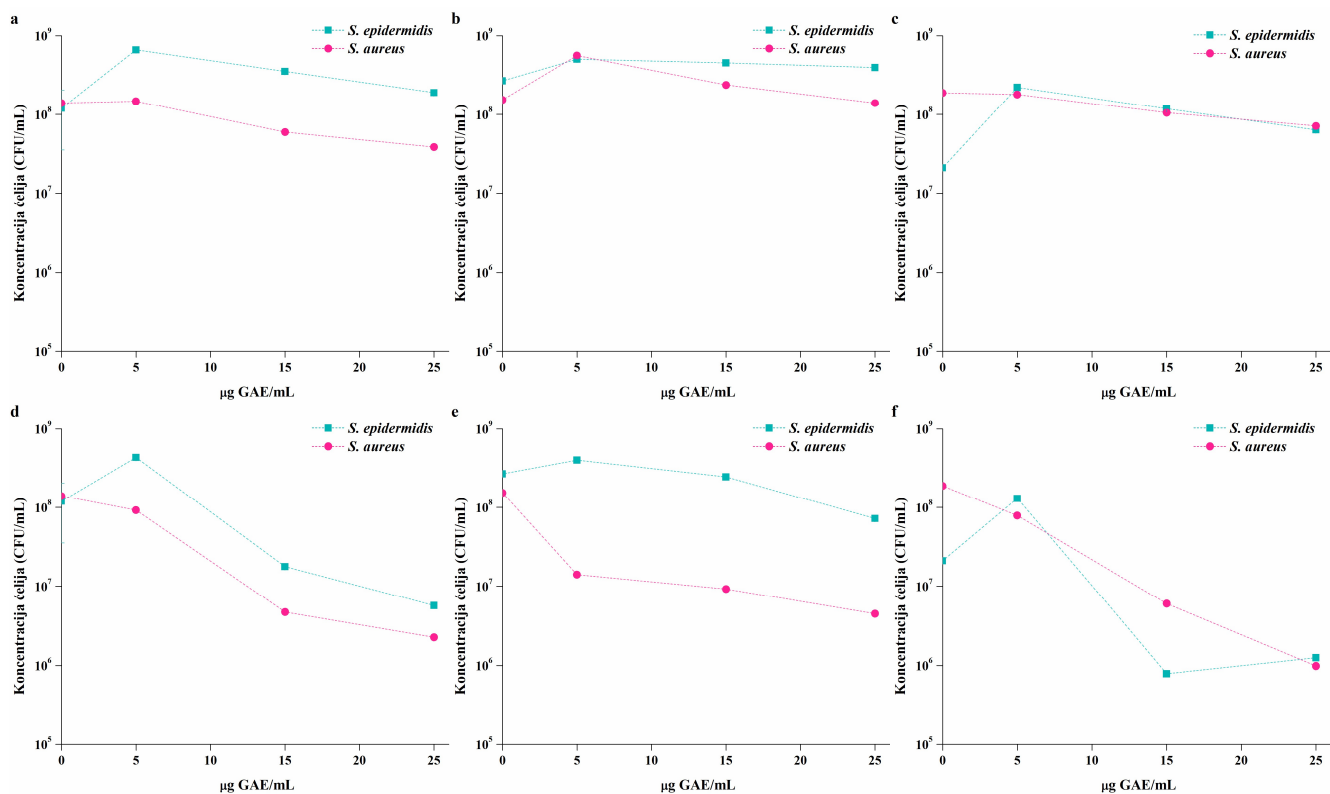 a
S. epidermidis
S. aureus
Koncentracija ćelija (CFU/mL)
10⁹
10⁸
10⁷
10⁶
10⁵
0 5 10 15 20 25
µg GAE/mL
b
S. epidermidis
S. aureus
Koncentracija ćelija (CFU/mL)
10⁹
10⁸
10⁷
10⁶
10⁵
0 5 10 15 20 25
µg GAE/mL
c
S. epidermidis
S. aureus
Koncentracija ćelija (CFU/mL)
10⁹
10⁸
10⁷
10⁶
10⁵
0 5 10 15 20 25
µg GAE/mL
d
S. epidermidis
S. aureus
Koncentracija ćelija (CFU/mL)
10⁹
10⁸
10⁷
10⁶
10⁵
0 5 10 15 20 25
µg GAE/mL
e
S. epidermidis
S. aureus
Koncentracija ćelija (CFU/mL)
10⁹
10⁸
10⁷
10⁶
10⁵
0 5 10 15 20 25
µg GAE/mL
f
S. epidermidis
S. aureus
Koncentracija ćelija (CFU/mL)
10⁹
10⁸
10⁷
10⁶
10⁵
0 5 10 15 20 25
µg GAE/mL